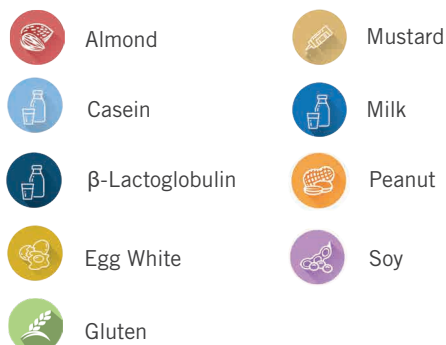 Almond
Casein
β-Lactoglobulin
Egg White
Gluten
Mustard
Milk
Peanut
Soy